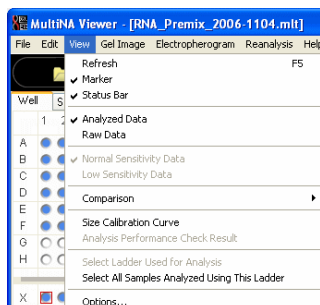 MultiNA Viewer - [RNA_Premix_2006-1104.mlt]
File Edit View Gel Image Electropherogram Reanalysis Help
Refresh F5
Marker
Status Bar
Well S
Analyzed Data
1 2
Raw Data
A
B Normal Sensitivity Data
C Low Sensitivity Data
D
E Comparison
F Size Calibration Curve
G Analysis Performance Check Result
H
Select Ladder Used for Analysis
Select All Samples Analyzed Using This Ladder
X Options...